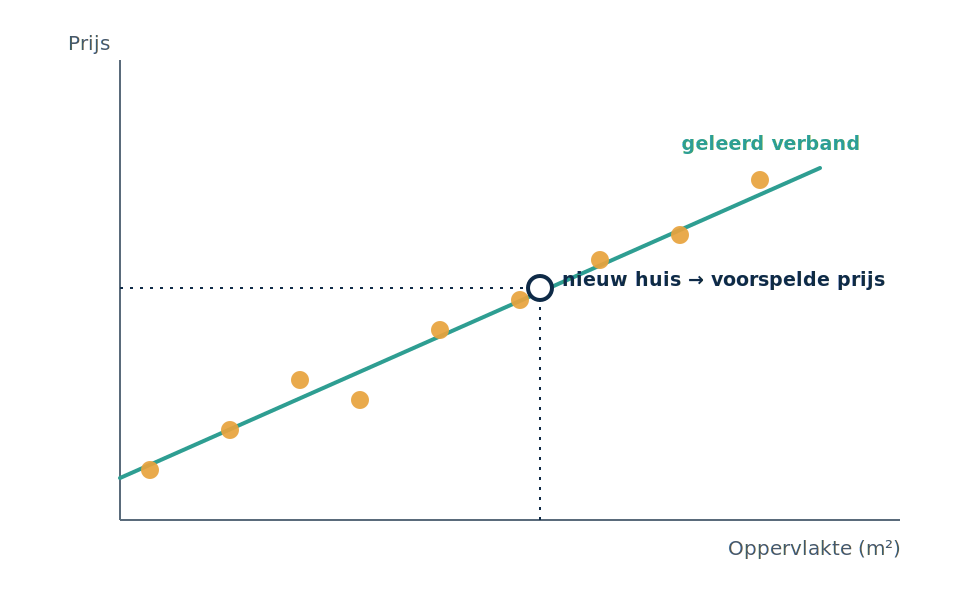 Prijs
geleerd verband
nieuw huis → voorspelde prijs
Oppervlakte (m²)